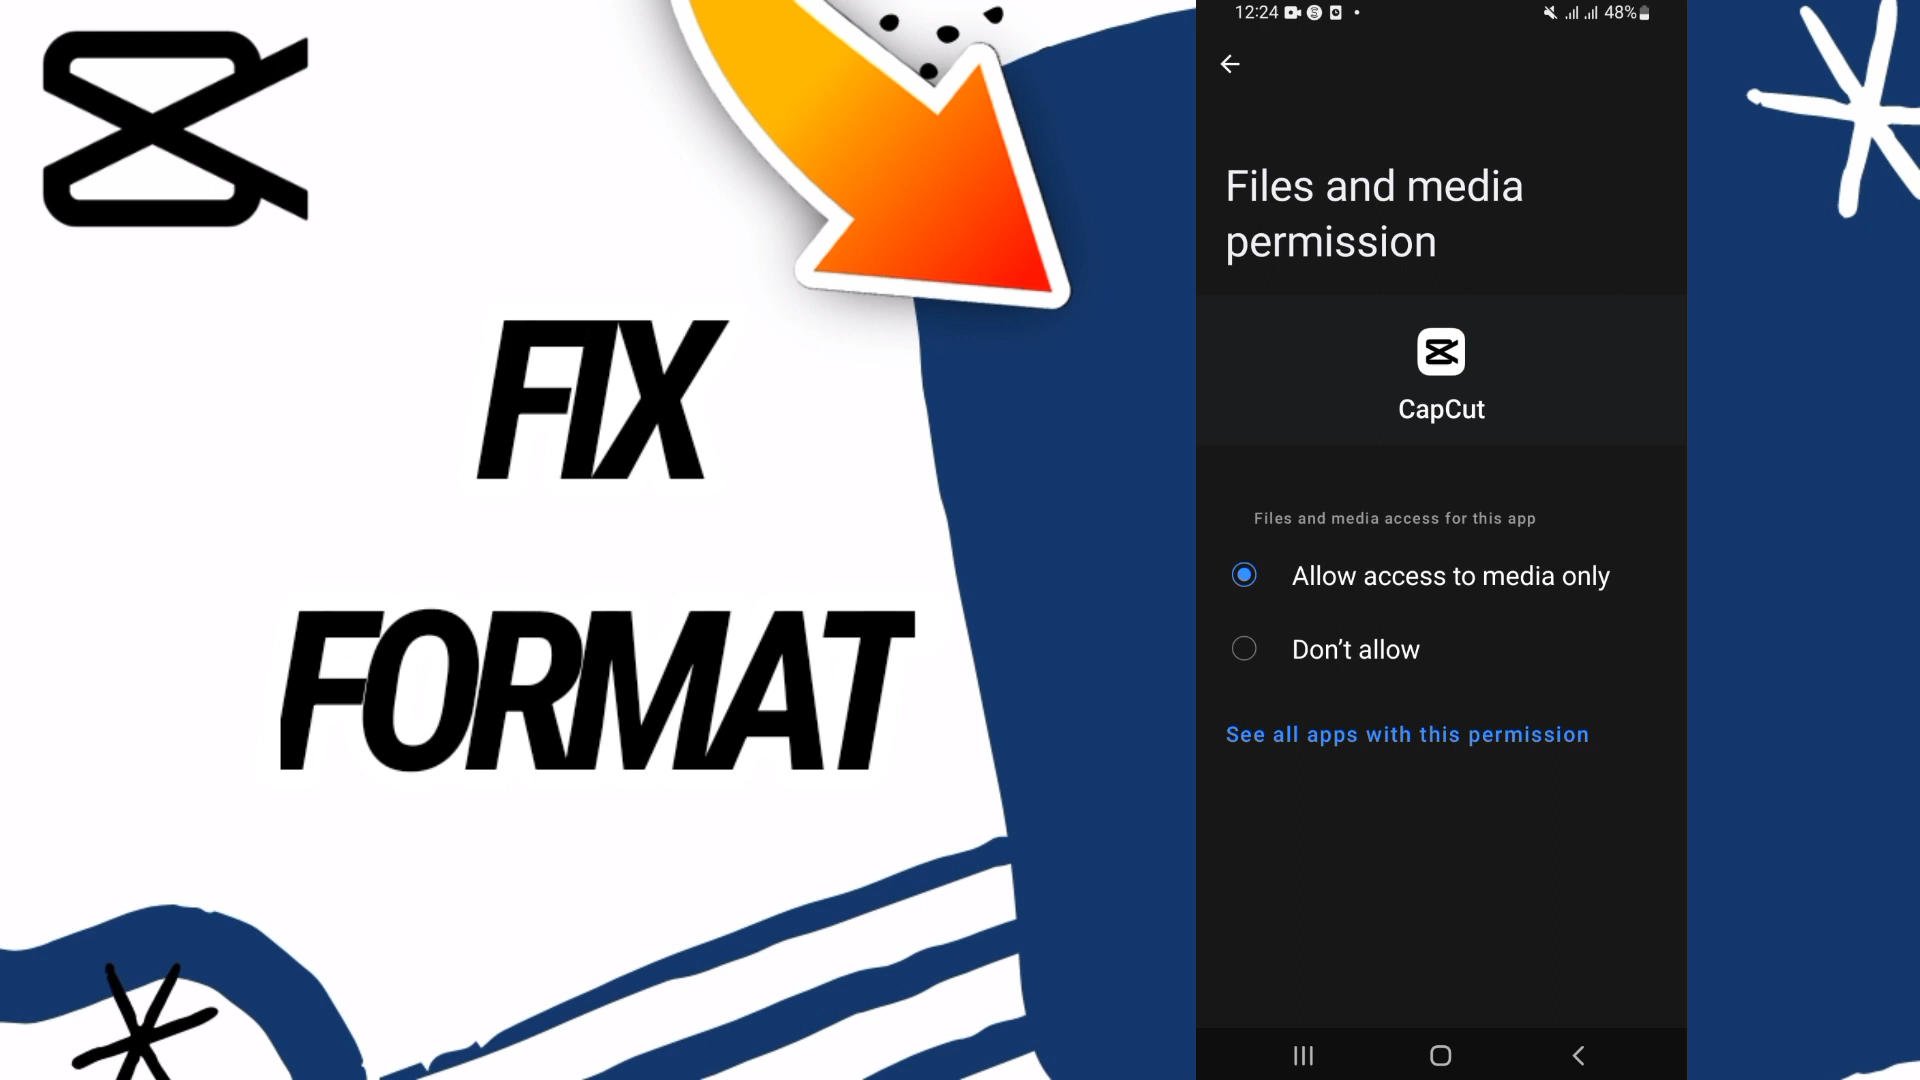 FIX
FORMAT
12:24
48%
Files and media
permission
CapCut
Files and media access for this app
Allow access to media only
Don’t allow
See all apps with this permission